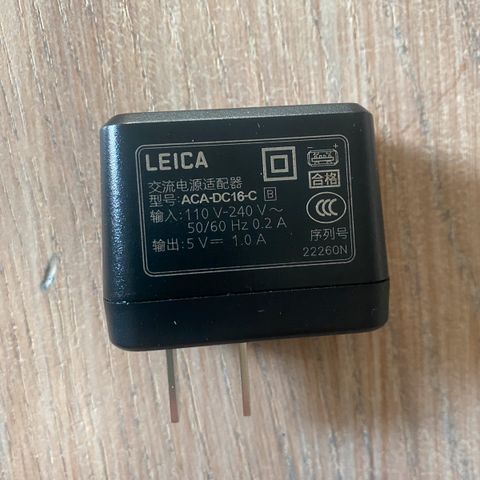 LEICA
交流电源适配器
型号: ACA-DC16-C B
输入: 110 V-240 V~
50/60 Hz 0.2 A
输出: 5 V⎓ 1.0 A
合格
CCC
序列号
22260N